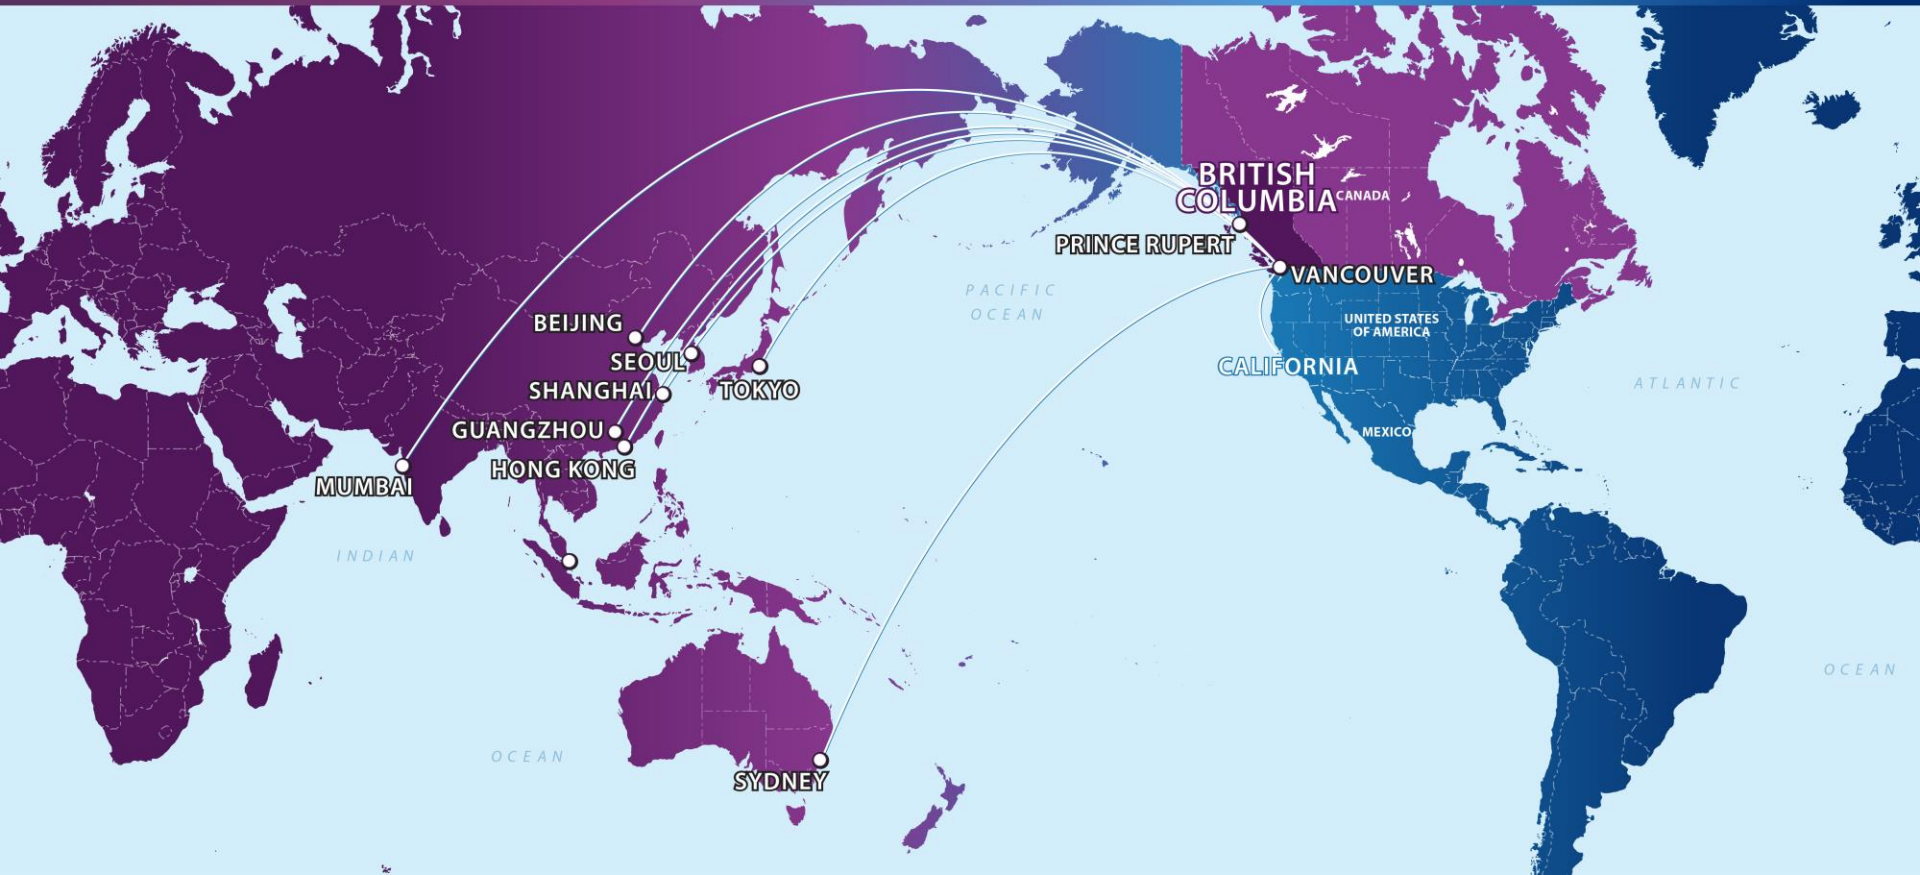 BRITISH
COLUMBIA
CANADA
PRINCE RUPERT
VANCOUVER
PACIFIC
OCEAN
UNITED STATES
OF AMERICA
BEIJING
SEOUL
CALIFORNIA
SHANGHAI
TOKYO
ATLANTIC
GUANGZHOU
MEXICO
HONG KONG
MUMBAI
INDIAN
OCEAN
OCEAN
SYDNEY